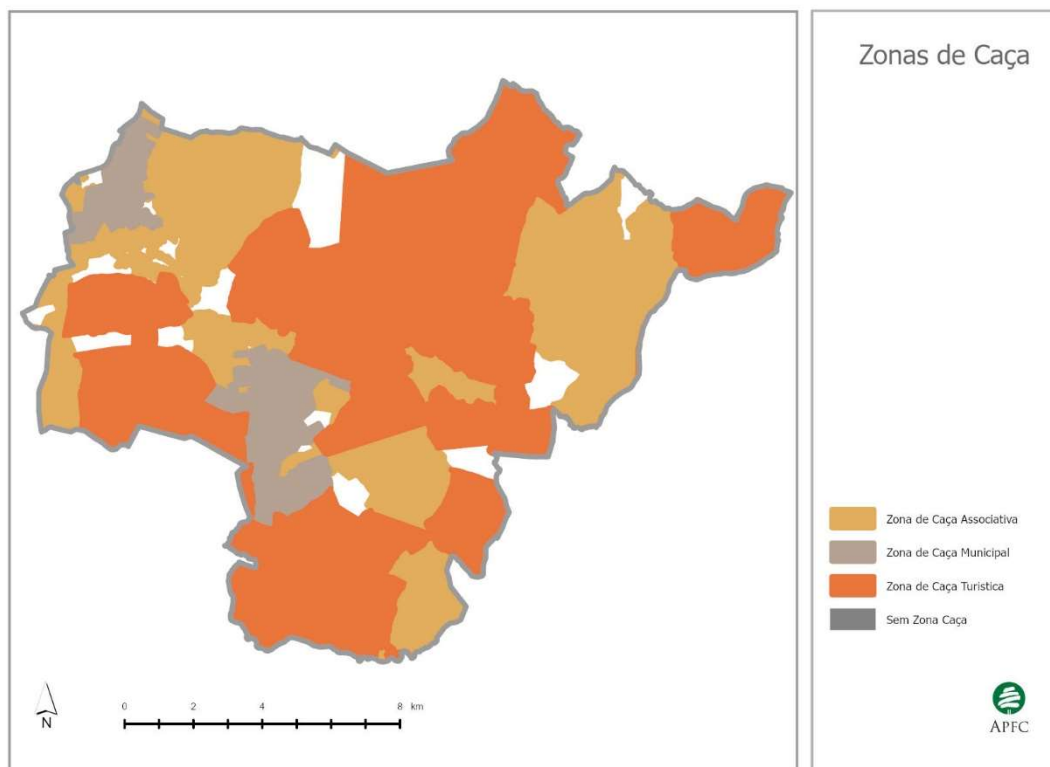 Zonas de Caça
Zona de Caça Associativa
Zona de Caça Municipal
Zona de Caça Turistica
Sem Zona Caça
N
0 2 4 8 km
APFC